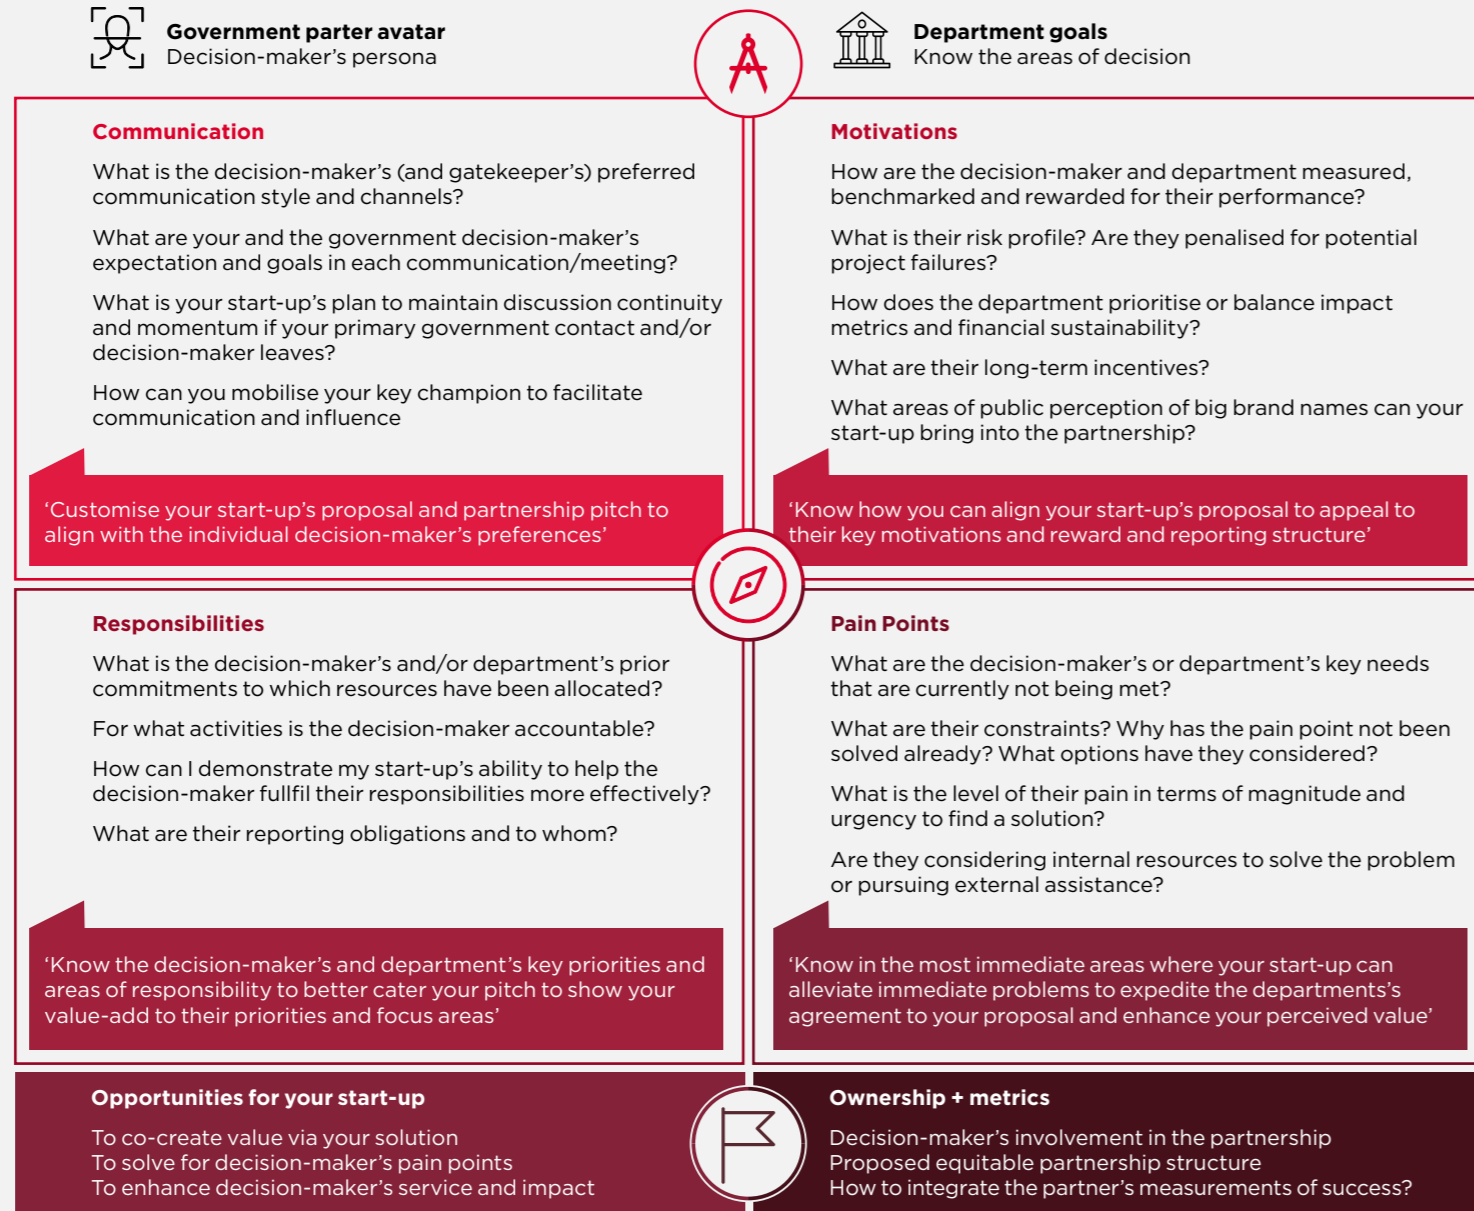 Government parter avatar
Decision-maker's persona
Department goals
Know the areas of decision
Communication
What is the decision-maker's (and gatekeeper's) preferred
communication style and channels?
What are your and the government decision-maker's
expectation and goals in each communication/meeting?
What is your start-up's plan to maintain discussion continuity
and momentum if your primary government contact and/or
decision-maker leaves?
How can you mobilise your key champion to facilitate
communication and influence
‘Customise your start-up's proposal and partnership pitch to
align with the individual decision-maker's preferences’
Motivations
How are the decision-maker and department measured,
benchmarked and rewarded for their performance?
What is their risk profile? Are they penalised for potential
project failures?
How does the department prioritise or balance impact
metrics and financial sustainability?
What are their long-term incentives?
What areas of public perception of big brand names can your
start-up bring into the partnership?
‘Know how you can align your start-up's proposal to appeal to
their key motivations and reward and reporting structure’
Responsibilities
What is the decision-maker's and/or department's prior
commitments to which resources have been allocated?
For what activities is the decision-maker accountable?
How can I demonstrate my start-up's ability to help the
decision-maker fullfil their responsibilities more effectively?
What are their reporting obligations and to whom?
‘Know the decision-maker's and department's key priorities and
areas of responsibility to better cater your pitch to show your
value-add to their priorities and focus areas’
Pain Points
What are the decision-maker's or department's key needs
that are currently not being met?
What are their constraints? Why has the pain point not been
solved already? What options have they considered?
What is the level of their pain in terms of magnitude and
urgency to find a solution?
Are they considering internal resources to solve the problem
or pursuing external assistance?
‘Know in the most immediate areas where your start-up can
alleviate immediate problems to expedite the departments's
agreement to your proposal and enhance your perceived value’
Opportunities for your start-up
To co-create value via your solution
To solve for decision-maker's pain points
To enhance decision-maker's service and impact
Ownership + metrics
Decision-maker's involvement in the partnership
Proposed equitable partnership structure
How to integrate the partner's measurements of success?